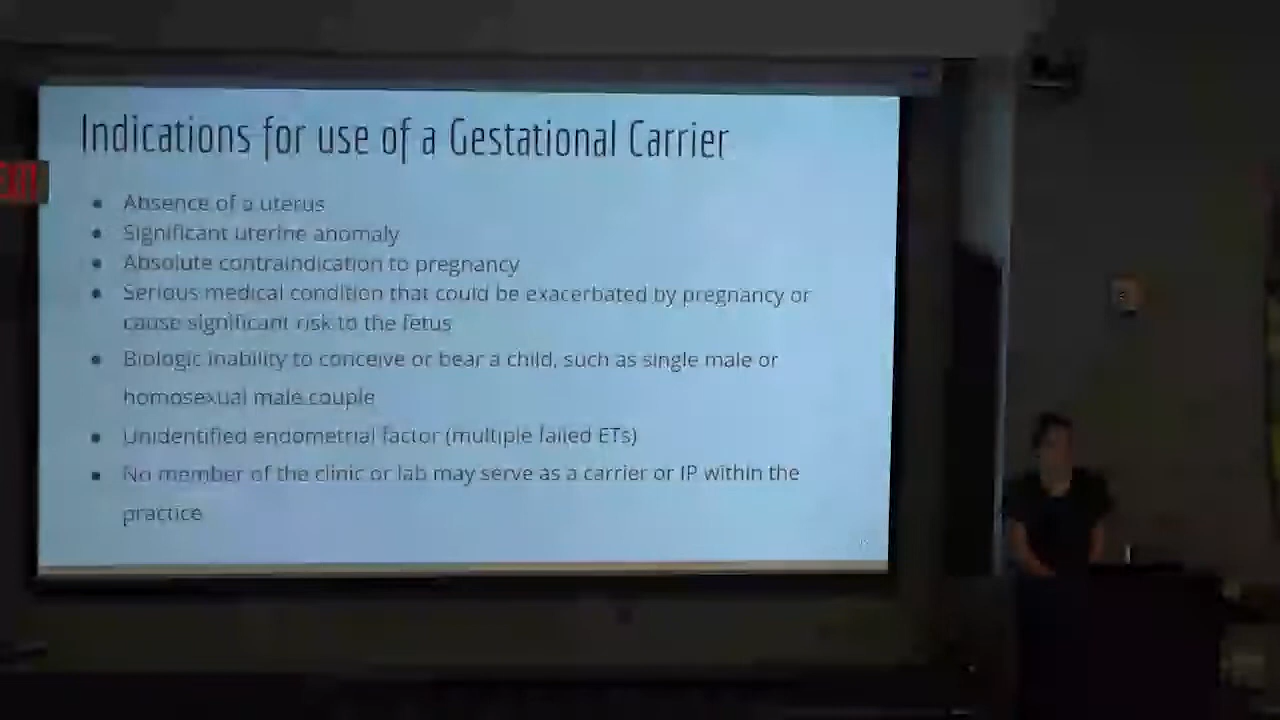 Indications for use of a Gestational Carrier
● Absence of a uterus
● Significant uterine anomaly
● Absolute contraindication to pregnancy
● Serious medical condition that could be exacerbated by pregnancy or
cause significant risk to the fetus
● Biologic inability to conceive or bear a child, such as single male or
homosexual male couple
● Unidentified endometrial factor (multiple failed ETs)
● No member of the clinic or lab may serve as a carrier or IP within the
practice